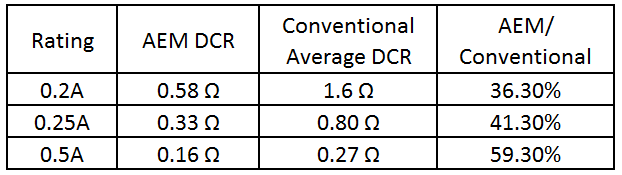 Rating AEM DCR Conventional Average DCR AEM/ Conventional
0.2A 0.58 Ω 1.6 Ω 36.30%
0.25A 0.33 Ω 0.80 Ω 41.30%
0.5A 0.16 Ω 0.27 Ω 59.30%